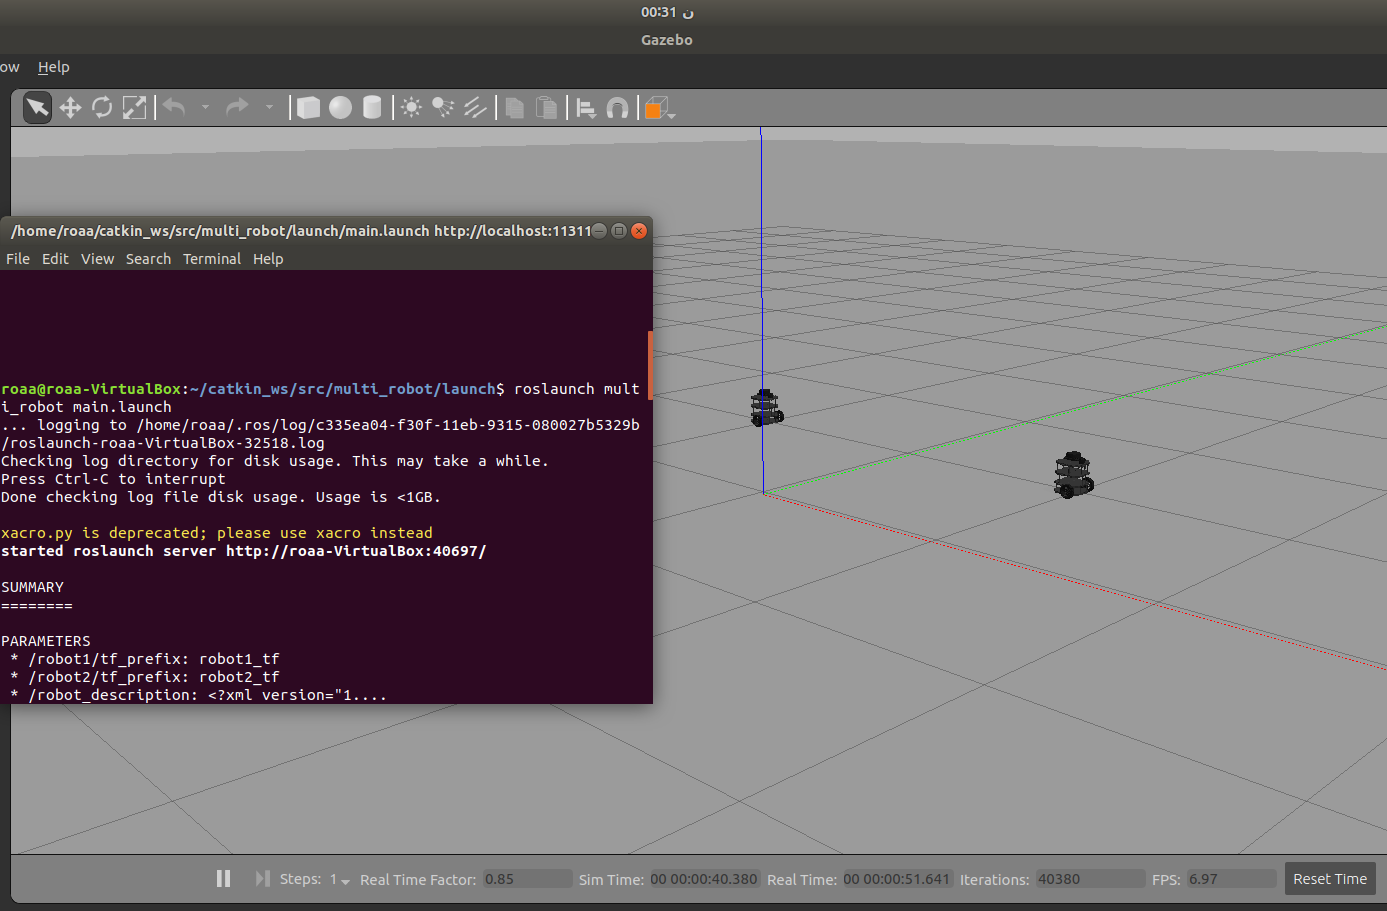 00:31 ن
Gazebo
ow Help
/home/roaa/catkin_ws/src/multi_robot/launch/main.launch http://localhost:11311
File Edit View Search Terminal Help
roaa@roaa-VirtualBox:~/catkin_ws/src/multi_robot/launch$ roslaunch mult
i_robot main.launch
... logging to /home/roaa/.ros/log/c335ea04-f30f-11eb-9315-080027b5329b
/roslaunch-roaa-VirtualBox-32518.log
Checking log directory for disk usage. This may take a while.
Press Ctrl-C to interrupt
Done checking log file disk usage. Usage is <1GB.
xacro.py is deprecated; please use xacro instead
started roslaunch server http://roaa-VirtualBox:40697/
SUMMARY
========
PARAMETERS
 * /robot1/tf_prefix: robot1_tf
 * /robot2/tf_prefix: robot2_tf
 * /robot_description: <?xml version="1....
Steps: 1 Real Time Factor: 0.85 Sim Time: 00 00:00:40.380 Real Time: 00 00:00:51.641 Iterations: 40380 FPS: 6.97 Reset Time